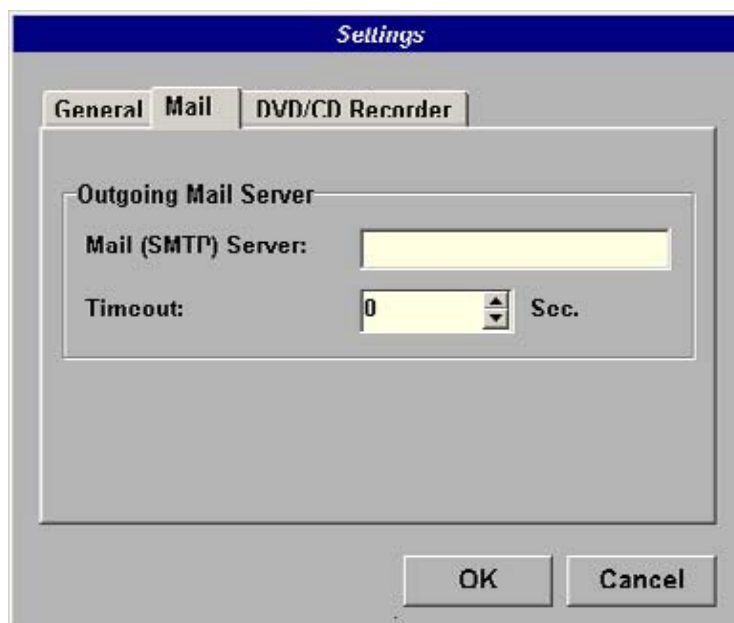 Settings
General Mail DVD/CD Recorder
Outgoing Mail Server
Mail (SMTP) Server:
Timeout: 0 Sec.
OK Cancel